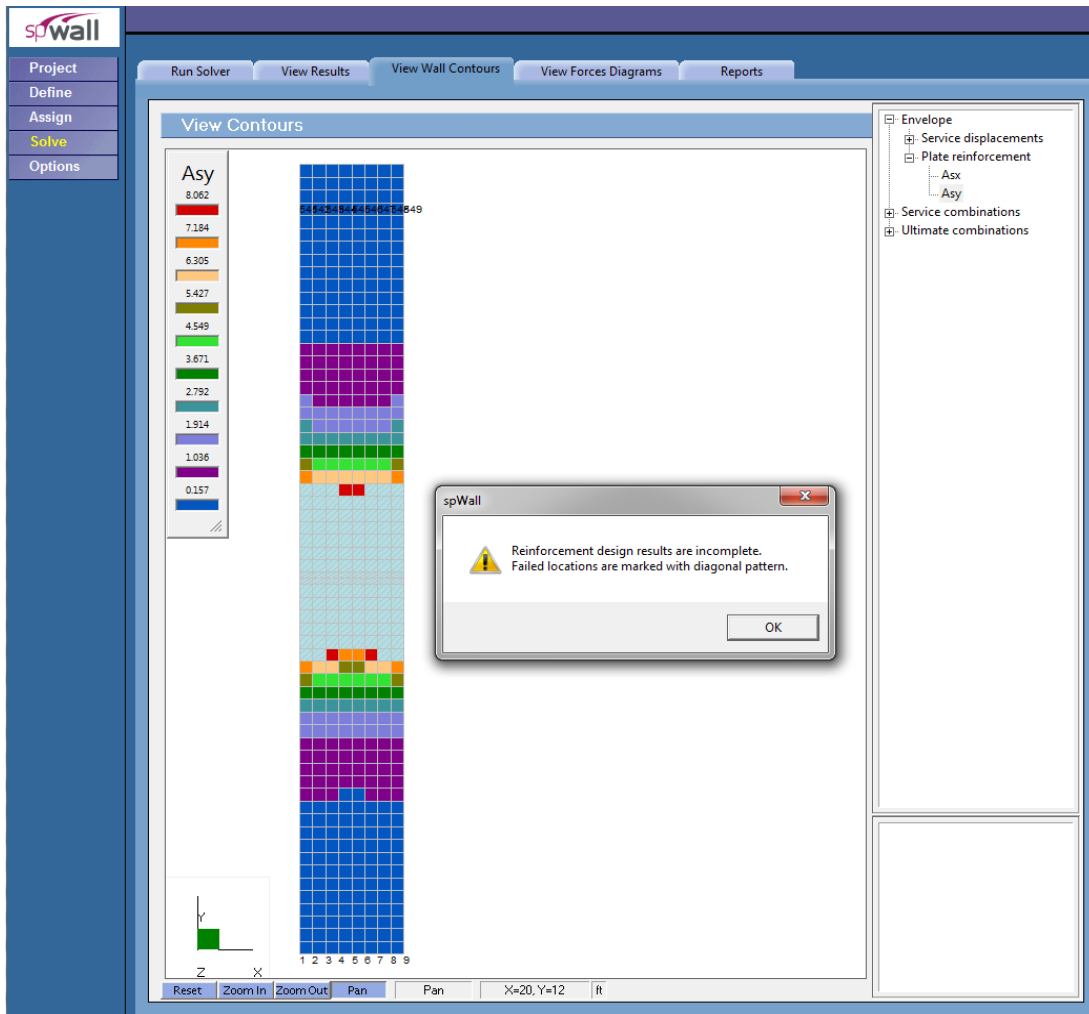 spwall
Project
Define
Assign
Solve
Options
Run Solver
View Results
View Wall Contours
View Forces Diagrams
Reports
View Contours
Asy
8.062
7.184
6.305
5.427
4.549
3.671
2.792
1.914
1.036
0.157
Envelope
Service displacements
Plate reinforcement
Asx
Asy
Service combinations
Ultimate combinations
spWall
Reinforcement design results are incomplete.
Failed locations are marked with diagonal pattern.
OK
Y
Z X
1 2 3 4 5 6 7 8 9
Reset Zoom In Zoom Out Pan Pan X=20, Y=12 ft